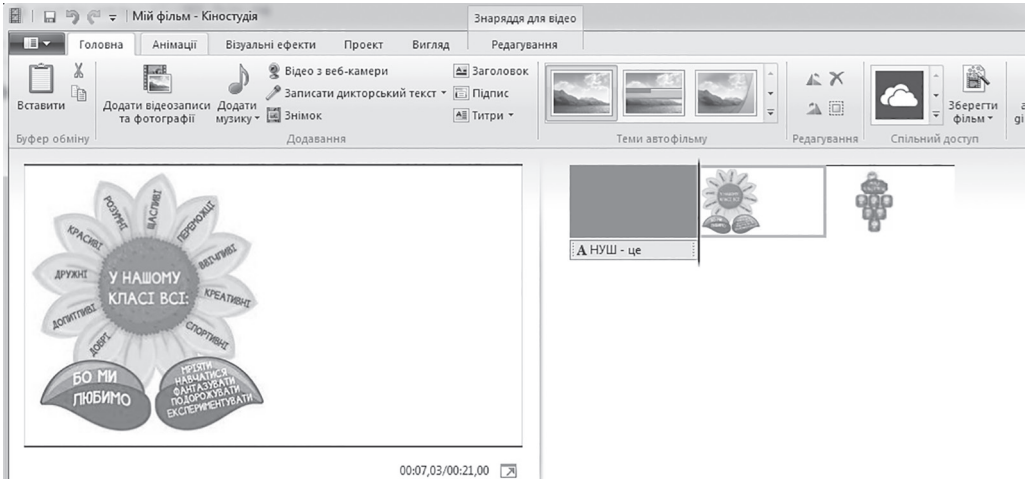 Мій фільм - Кіностудія
Знаряддя для відео
Головна
Анімації
Візуальні ефекти
Проект
Вигляд
Редагування
Вставити
Буфер обміну
Додати відеозаписи
та фотографії
Додати
музику
Відео з веб-камери
Записати дикторський текст
Знімок
Заголовок
Підпис
Титри
Додавання
Теми автофільму
Редагування
Зберегти
фільм
Спільний доступ
У НАШОМУ
КЛАСІ ВСІ:
ДОБРІ
ДОПИТЛИВІ
ДРУЖНІ
КРАСИВІ
РОЗУМНІ
ЩАСЛИВІ
ПЕРЕМОЖЦІ
ВВІЧЛИВІ
КРЕАТИВНІ
СПОРТИВНІ
БО МИ
ЛЮБИМО
МРІЯТИ
НАВЧАТИСЯ
ФАНТАЗУВАТИ
ПОДОРОЖУВАТИ
ЕКСПЕРИМЕНТУВАТИ
A НУШ - це
00:07,03/00:21,00